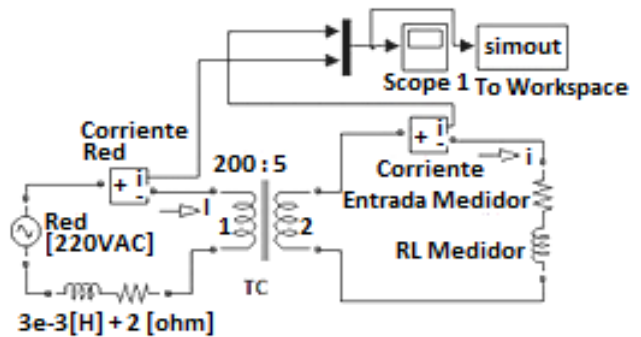 simout
Scope 1
To Workspace
Corriente
Red
+
i
-
200 : 5
I
1
2
TC
Red
[220VAC]
3e-3[H] + 2 [ohm]
+
i
-
Corriente
Entrada Medidor
i
RL Medidor